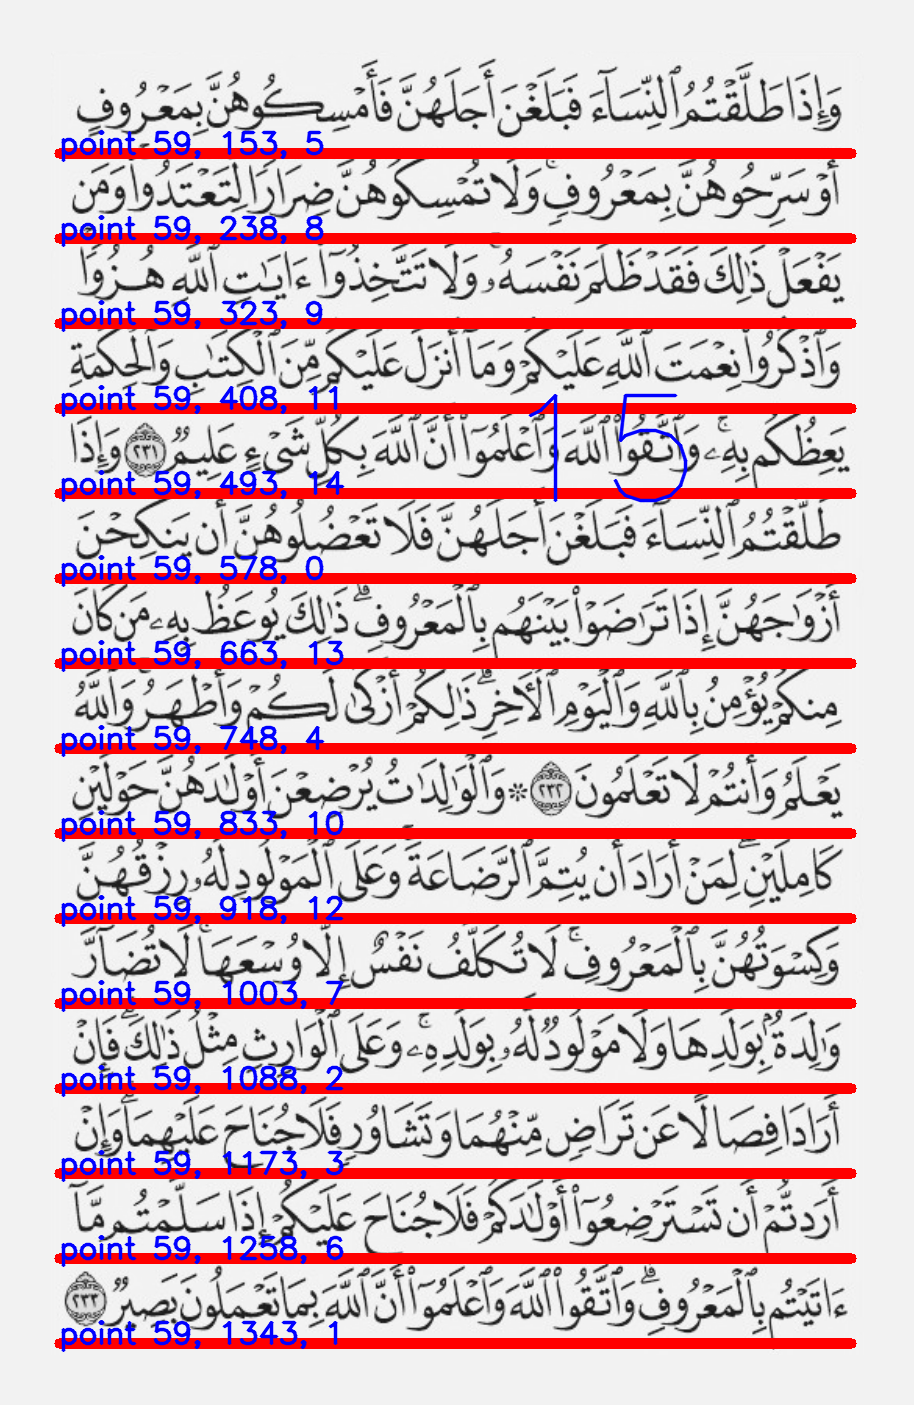 وَإِذَا طَلَّقْتُمُ ٱلنِّسَآءَ فَبَلَغْنَ أَجَلَهُنَّ فَأَمْسِكُوهُنَّ بِمَعْرُوفٍ
point 59, 153, 5
أَوْ سَرِّحُوهُنَّ بِمَعْرُوفٍ ۚ وَلَا تُمْسِكُوهُنَّ ضِرَارًا لِّتَعْتَدُوا۟ وَمَن
point 59, 238, 8
يَفْعَلْ ذَٰلِكَ فَقَدْ ظَلَمَ نَفْسَهُۥ ۚ وَلَا تَتَّخِذُوٓا۟ ءَايَٰتِ ٱللَّهِ هُزُوًا ۚ
point 59, 323, 9
وَٱذْكُرُوا۟ نِعْمَتَ ٱللَّهِ عَلَيْكُمْ وَمَآ أَنزَلَ عَلَيْكُم مِّنَ ٱلْكِتَٰبِ وَٱلْحِكْمَةِ
point 59, 408, 11
15
يَعِظُكُم بِهِۦ ۚ وَٱتَّقُوا۟ ٱللَّهَ وَٱعْلَمُوٓا۟ أَنَّ ٱللَّهَ بِكُلِّ شَىْءٍ عَلِيمٌ ٢٣١ وَإِذَا
point 59, 493, 14
طَلَّقْتُمُ ٱلنِّسَآءَ فَبَلَغْنَ أَجَلَهُنَّ فَلَا تَعْضُلُوهُنَّ أَن يَنكِحْنَ
point 59, 578, 0
أَزْوَٰجَهُنَّ إِذَا تَرَٰضَوْا۟ بَيْنَهُم بِٱلْمَعْرُوفِ ۗ ذَٰلِكَ يُوعَظُ بِهِۦ مَن كَانَ
point 59, 663, 13
مِنكُمْ يُؤْمِنُ بِٱللَّهِ وَٱلْيَوْمِ ٱلْءَاخِرِ ۗ ذَٰلِكُمْ أَزْكَىٰ لَكُمْ وَأَطْهَرُ ۗ وَٱللَّهُ
point 59, 748, 4
يَعْلَمُ وَأَنتُمْ لَا تَعْلَمُونَ ٢٣٢ ۞ وَٱلْوَٰلِدَٰتُ يُرْضِعْنَ أَوْلَٰدَهُنَّ حَوْلَيْنِ
point 59, 833, 10
كَامِلَيْنِ ۖ لِمَنْ أَرَادَ أَن يُتِمَّ ٱلرَّضَاعَةَ ۚ وَعَلَى ٱلْمَوْلُودِ لَهُۥ رِزْقُهُنَّ
point 59, 918, 12
وَكِسْوَتُهُنَّ بِٱلْمَعْرُوفِ ۚ لَا تُكَلَّفُ نَفْسٌ إِلَّا وُسْعَهَا ۚ لَا تُضَآرَّ
point 59, 1003, 7
وَٰلِدَةٌۢ بِوَلَدِهَا وَلَا مَوْلُودٌ لَّهُۥ بِوَلَدِهِۦ ۚ وَعَلَى ٱلْوَارِثِ مِثْلُ ذَٰلِكَ ۗ فَإِنْ
point 59, 1088, 2
أَرَادَا فِصَالًا عَن تَرَاضٍ مِّنْهُمَا وَتَشَاوُرٍ فَلَا جُنَاحَ عَلَيْهِمَا ۗ وَإِنْ
point 59, 1173, 3
أَرَدتُّمْ أَن تَسْتَرْضِعُوٓا۟ أَوْلَٰدَكُمْ فَلَا جُنَاحَ عَلَيْكُمْ إِذَا سَلَّمْتُم مَّآ
point 59, 1258, 6
ءَاتَيْتُم بِٱلْمَعْرُوفِ ۗ وَٱتَّقُوا۟ ٱللَّهَ وَٱعْلَمُوٓا۟ أَنَّ ٱللَّهَ بِمَا تَعْمَلُونَ بَصِيرٌ ٢٣٣
point 59, 1343, 1